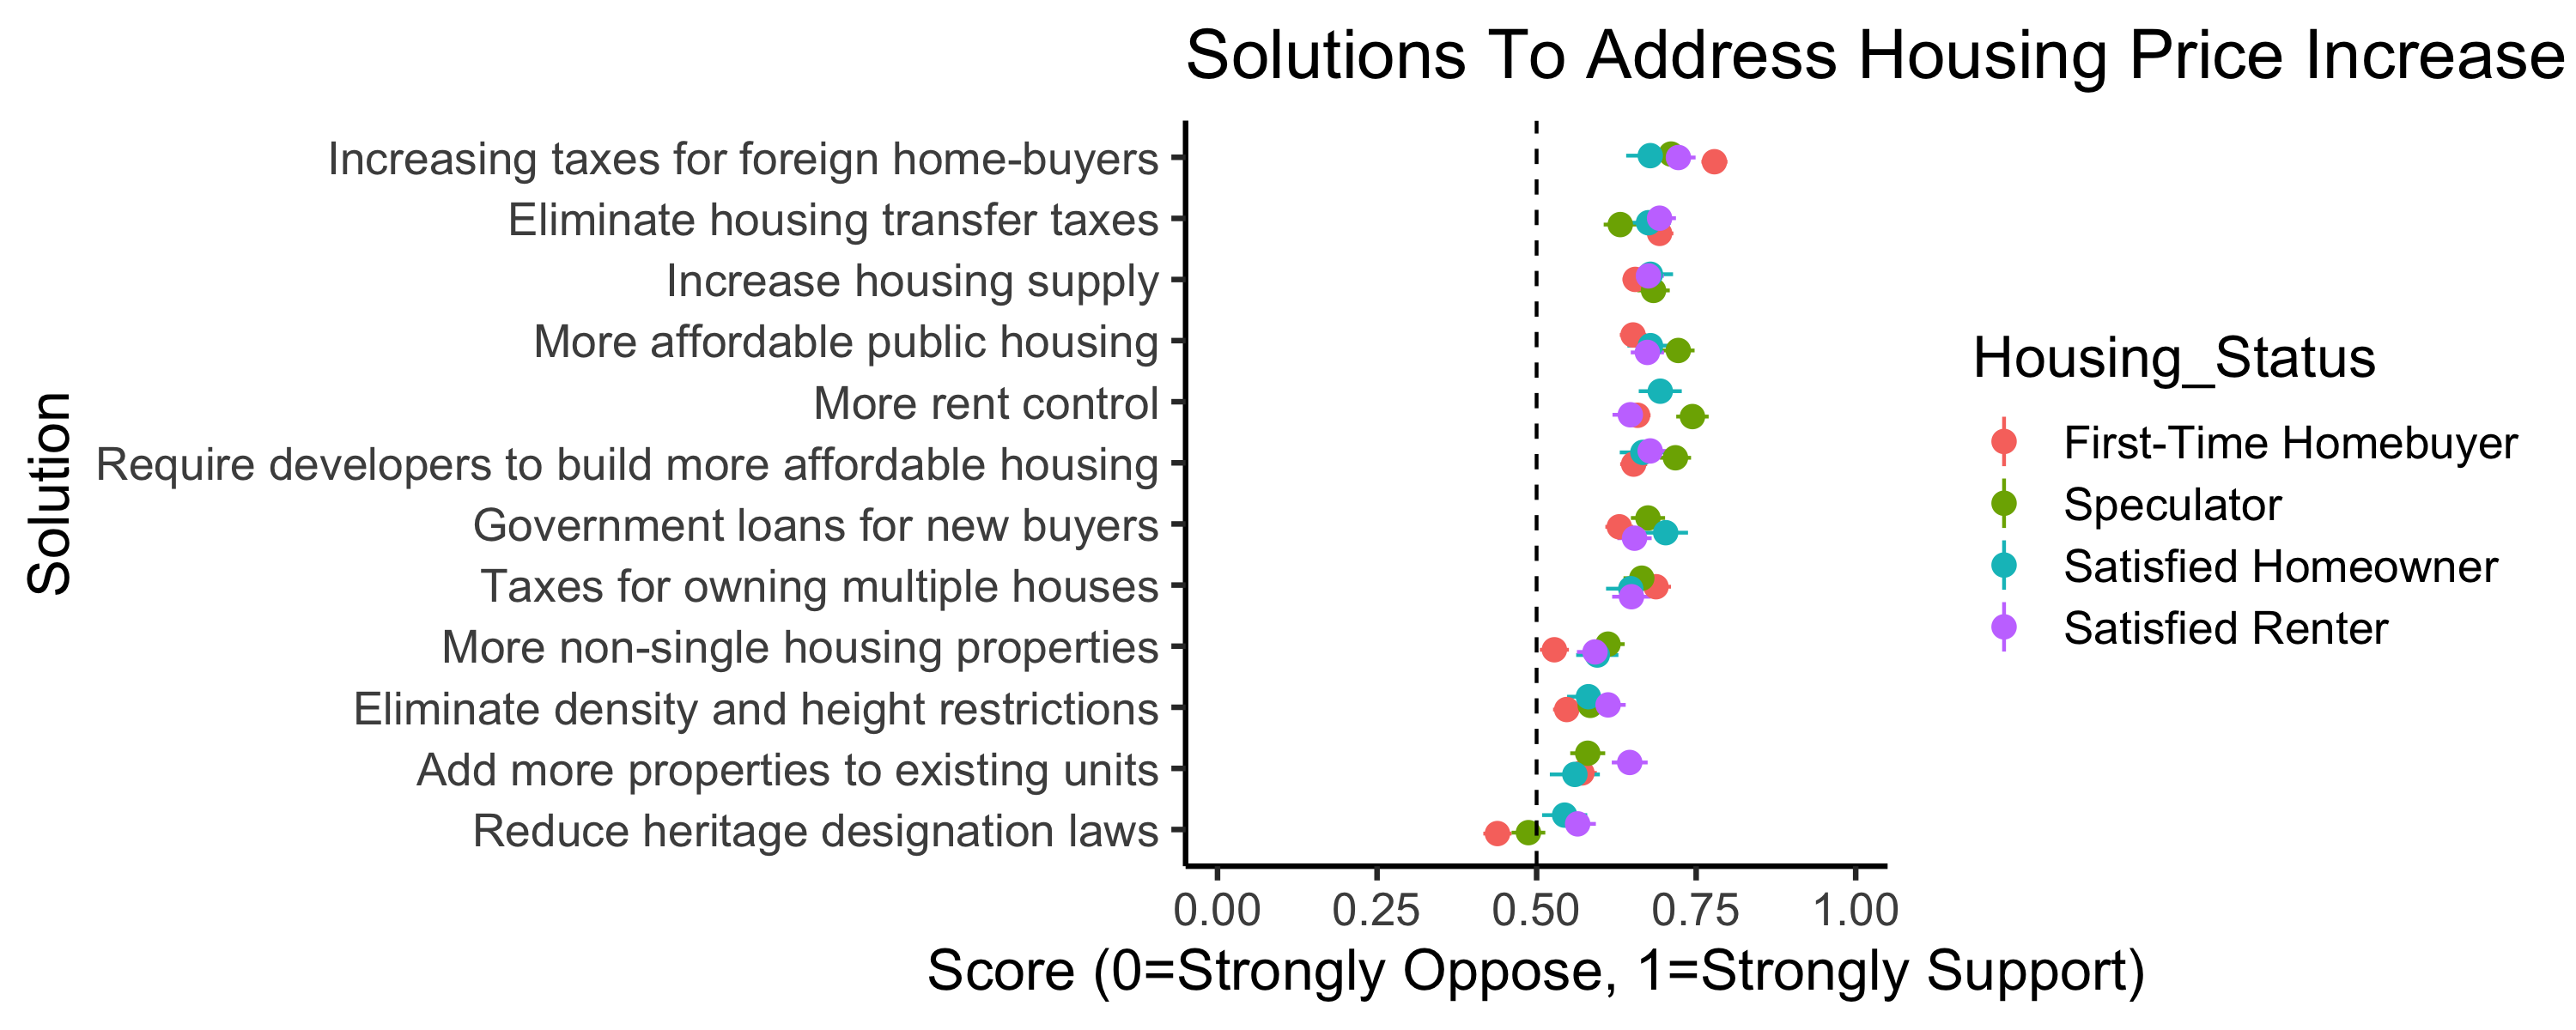 Solutions To Address Housing Price Increase
Solution
Increasing taxes for foreign home-buyers
Eliminate housing transfer taxes
Increase housing supply
More affordable public housing
More rent control
Require developers to build more affordable housing
Government loans for new buyers
Taxes for owning multiple houses
More non-single housing properties
Eliminate density and height restrictions
Add more properties to existing units
Reduce heritage designation laws
0.00 0.25 0.50 0.75 1.00
Score (0=Strongly Oppose, 1=Strongly Support)
Housing_Status
First-Time Homebuyer
Speculator
Satisfied Homeowner
Satisfied Renter